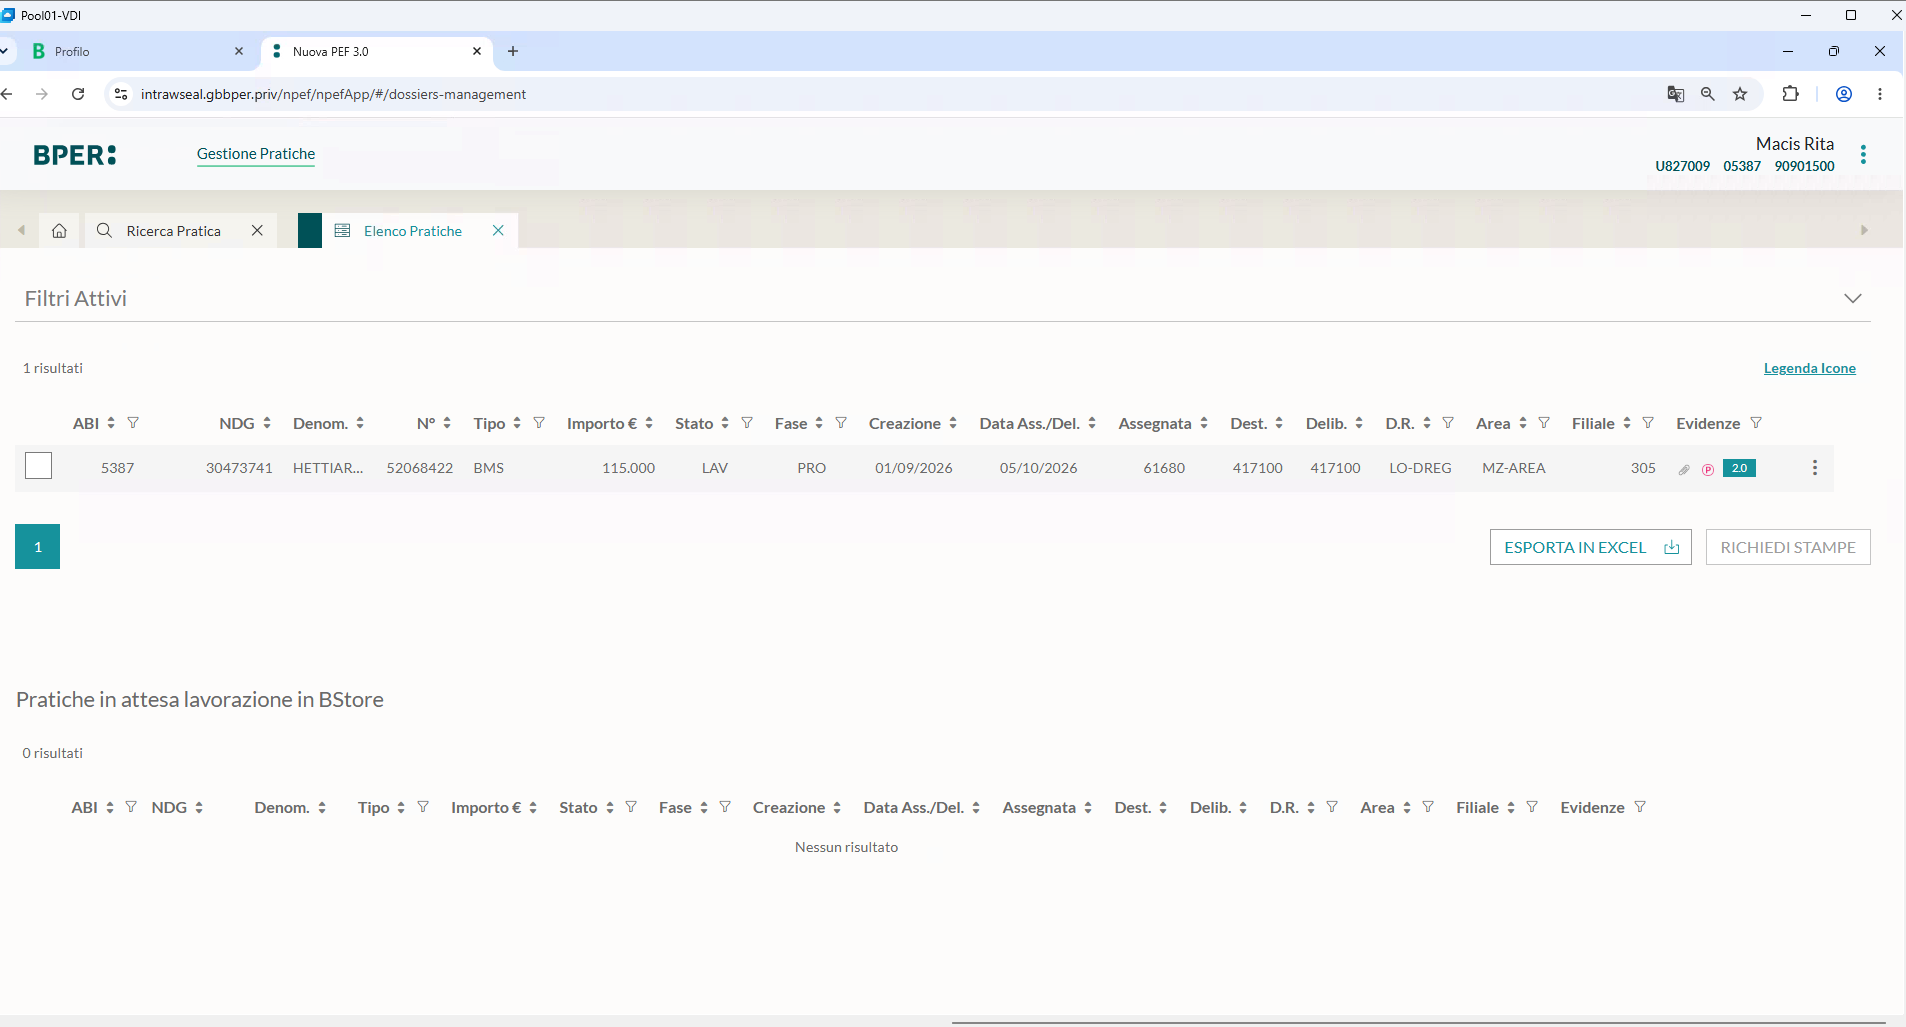 Pool01-VDI
Profilo
Nuova PEF 3.0
intrawseal.gbbper.priv/npef/npefApp/#/dossiers-management
BPER:
Gestione Pratiche
Macis Rita
U827009 05387 90901500
Ricerca Pratica
Elenco Pratiche
Filtri Attivi
1 risultati
Legenda Icone
ABI NDG Denom. N° Tipo Importo € Stato Fase Creazione Data Ass./Del. Assegnata Dest. Delib. D.R. Area Filiale Evidenze
5387 30473741 HETTIAR... 52068422 BMS 115.000 LAV PRO 01/09/2026 05/10/2026 61680 417100 417100 LO-DREG MZ-AREA 305 P 2.0
1
ESPORTA IN EXCEL
RICHIEDI STAMPE
Pratiche in attesa lavorazione in BStore
0 risultati
ABI NDG Denom. Tipo Importo € Stato Fase Creazione Data Ass./Del. Assegnata Dest. Delib. D.R. Area Filiale Evidenze
Nessun risultato